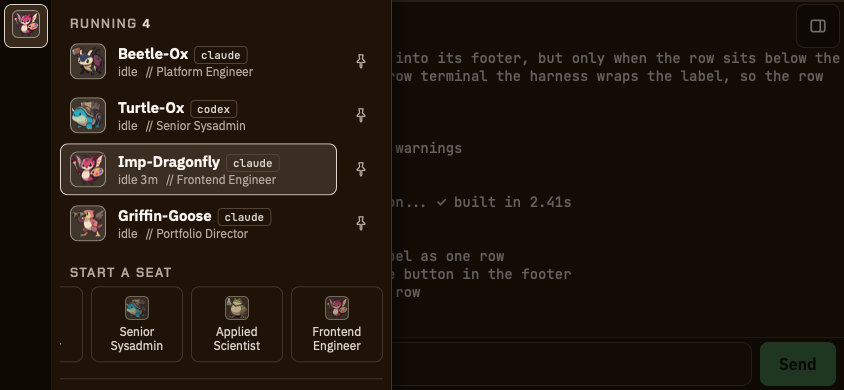 RUNNING 4
Beetle-Ox claude
idle // Platform Engineer
Turtle-Ox codex
idle // Senior Sysadmin
Imp-Dragonfly claude
idle 3m // Frontend Engineer
Griffin-Goose claude
idle // Portfolio Director
START A SEAT
Senior
Sysadmin
Applied
Scientist
Frontend
Engineer
into its footer, but only when the row sits below the
row terminal the harness wraps the label, so the row
warnings
... ✓ built in 2.41s
as one row
button in the footer
row
Send